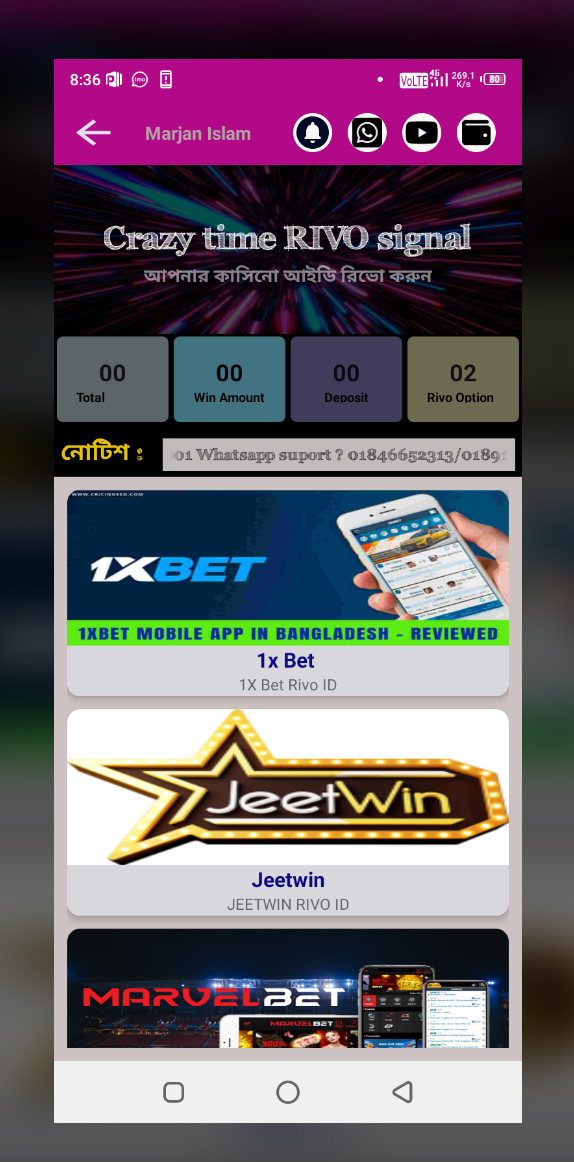 8:36
VoLTE 4G 269.1 K/s 80
Marjan Islam
Crazy time RIVO signal
আপনার কাসিনো আইডি রিভো করুন
00 00 00 02
Total Win Amount Deposit Rivo Option
নোটিশ ঃ
01 Whatsapp suport ? 01846652313/0189
WWW.CRICINDEED.COM
1XBET
1XBET MOBILE APP IN BANGLADESH - REVIEWED
1x Bet
1X Bet Rivo ID
JeetWin
Jeetwin
JEETWIN RIVO ID
MARVELBET
MARVELBET